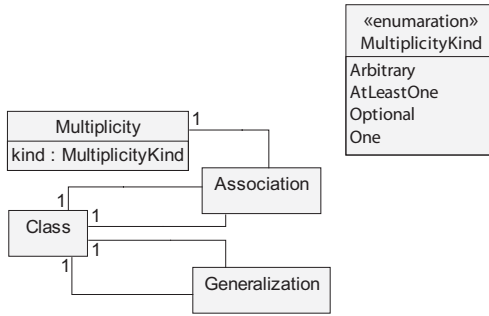 «enumaration»
MultiplicityKind
Arbitrary
AtLeastOne
Optional
One
Multiplicity
kind : MultiplicityKind
1
Association
1
1
Class
1
1
Generalization